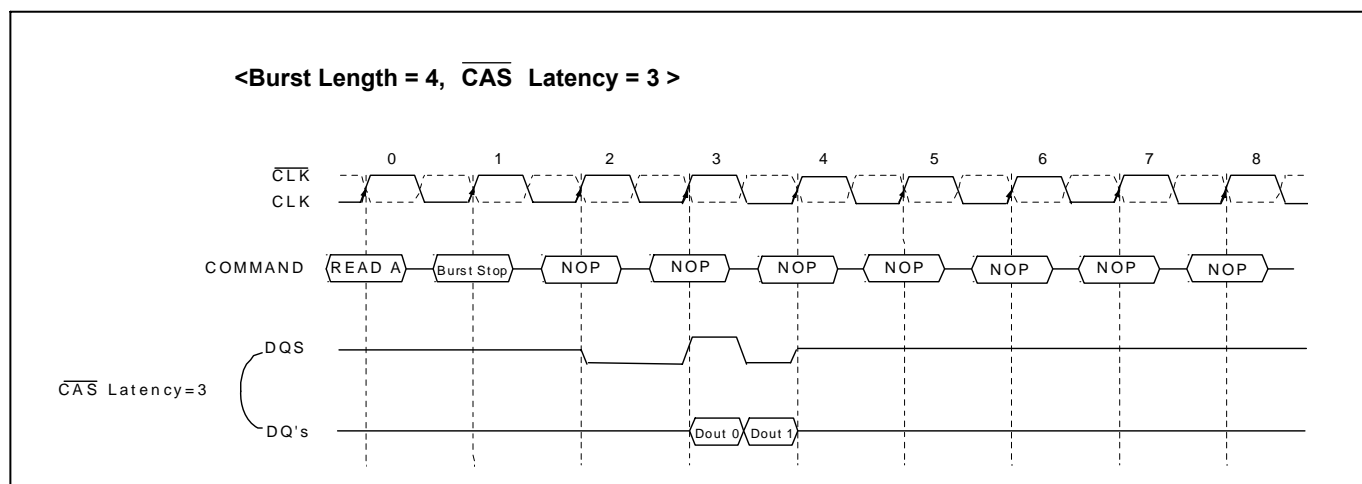 <Burst Length = 4, CAS Latency = 3 >
0 1 2 3 4 5 6 7 8
CLK
CLK
COMMAND READ A Burst Stop NOP NOP NOP NOP NOP NOP NOP
DQS
CAS Latency=3
DQ's Dout 0 Dout 1